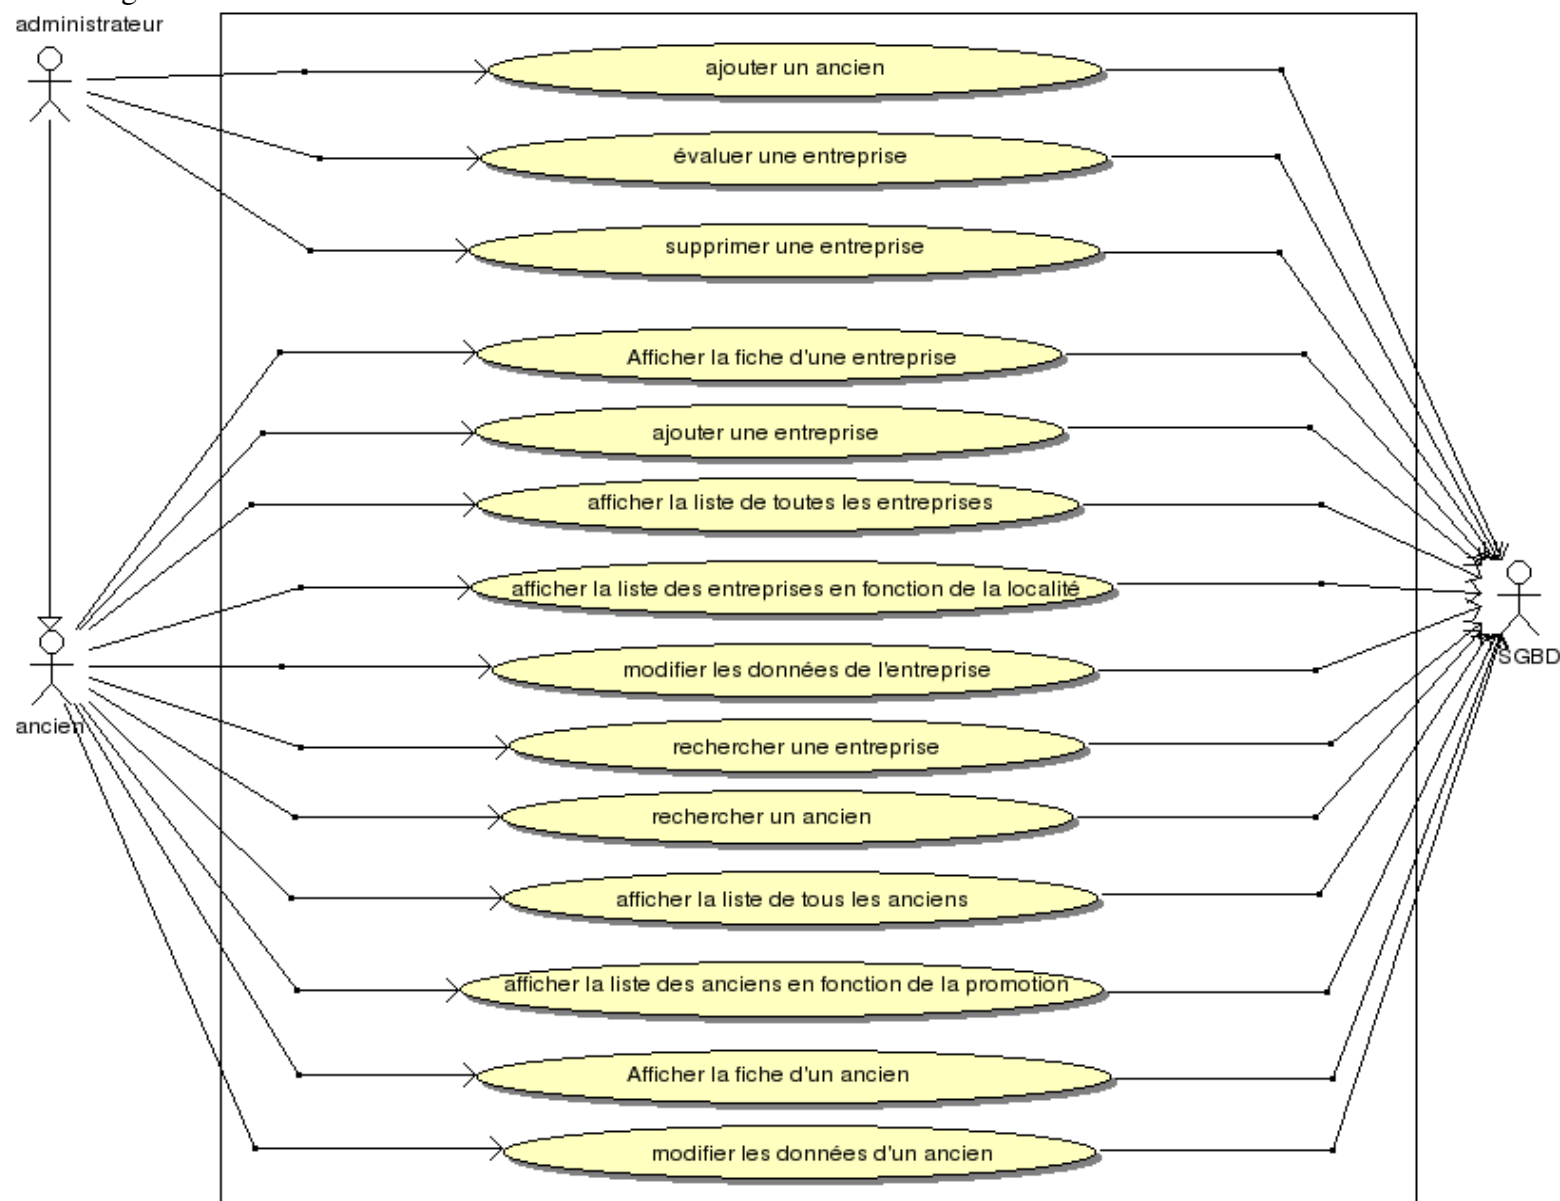 administrateur
ajouter un ancien
évaluer une entreprise
supprimer une entreprise
Afficher la fiche d'une entreprise
ajouter une entreprise
afficher la liste de toutes les entreprises
afficher la liste des entreprises en fonction de la localité
modifier les données de l'entreprise
SGBD
ancien
rechercher une entreprise
rechercher un ancien
afficher la liste de tous les anciens
afficher la liste des anciens en fonction de la promotion
Afficher la fiche d'un ancien
modifier les données d'un ancien